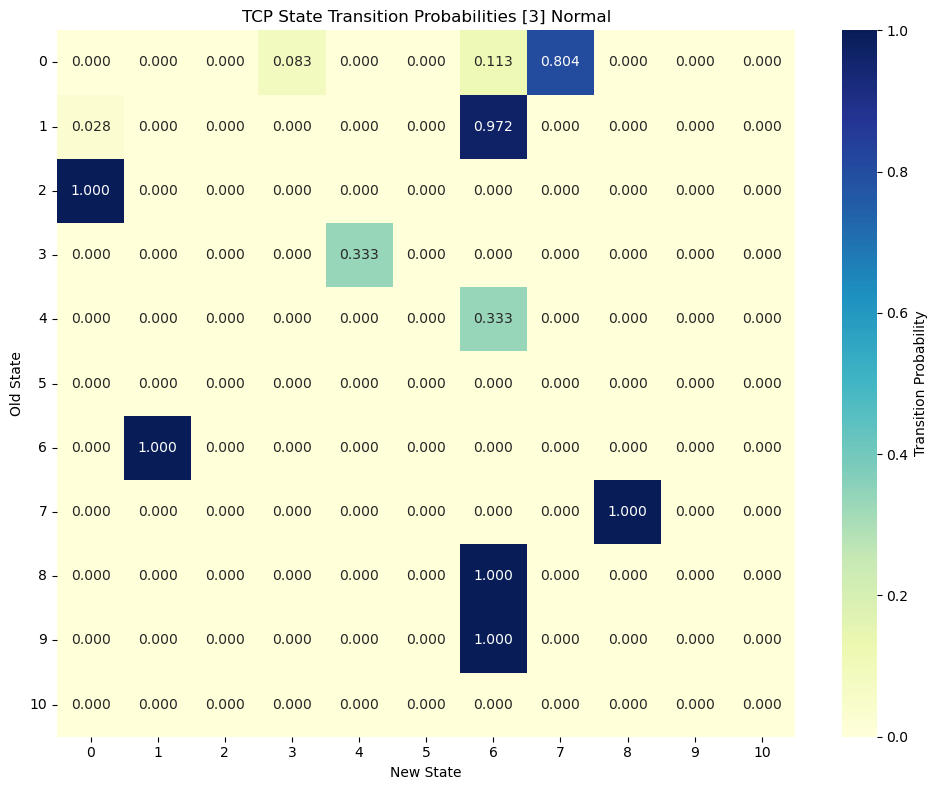 TCP State Transition Probabilities [3] Normal
0 0.000 0.000 0.000 0.083 0.000 0.000 0.113 0.804 0.000 0.000 0.000
1 0.028 0.000 0.000 0.000 0.000 0.000 0.972 0.000 0.000 0.000 0.000
2 1.000 0.000 0.000 0.000 0.000 0.000 0.000 0.000 0.000 0.000 0.000
3 0.000 0.000 0.000 0.000 0.333 0.000 0.000 0.000 0.000 0.000 0.000
4 0.000 0.000 0.000 0.000 0.000 0.000 0.333 0.000 0.000 0.000 0.000
5 0.000 0.000 0.000 0.000 0.000 0.000 0.000 0.000 0.000 0.000 0.000
6 0.000 1.000 0.000 0.000 0.000 0.000 0.000 0.000 0.000 0.000 0.000
7 0.000 0.000 0.000 0.000 0.000 0.000 0.000 0.000 1.000 0.000 0.000
8 0.000 0.000 0.000 0.000 0.000 0.000 1.000 0.000 0.000 0.000 0.000
9 0.000 0.000 0.000 0.000 0.000 0.000 1.000 0.000 0.000 0.000 0.000
10 0.000 0.000 0.000 0.000 0.000 0.000 0.000 0.000 0.000 0.000 0.000
0 1 2 3 4 5 6 7 8 9 10
New State
Old State
1.0
0.8
0.6
0.4
0.2
0.0
Transition Probability